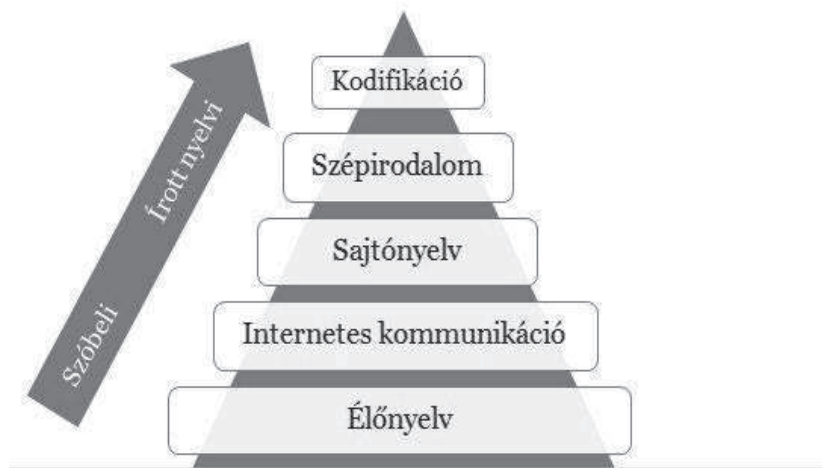 Kodifikáció
Szépirodalom
Sajtónyelv
Internetes kommunikáció
Élőnyelv
Szóbeli
Írott nyelvi